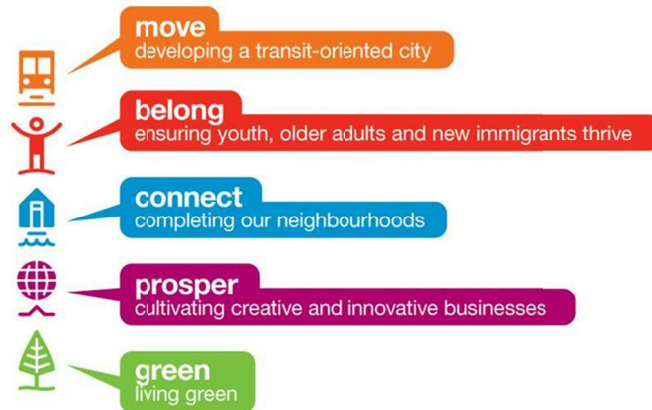 move
developing a transit-oriented city
belong
ensuring youth, older adults and new immigrants thrive
connect
completing our neighbourhoods
prosper
cultivating creative and innovative businesses
green
living green